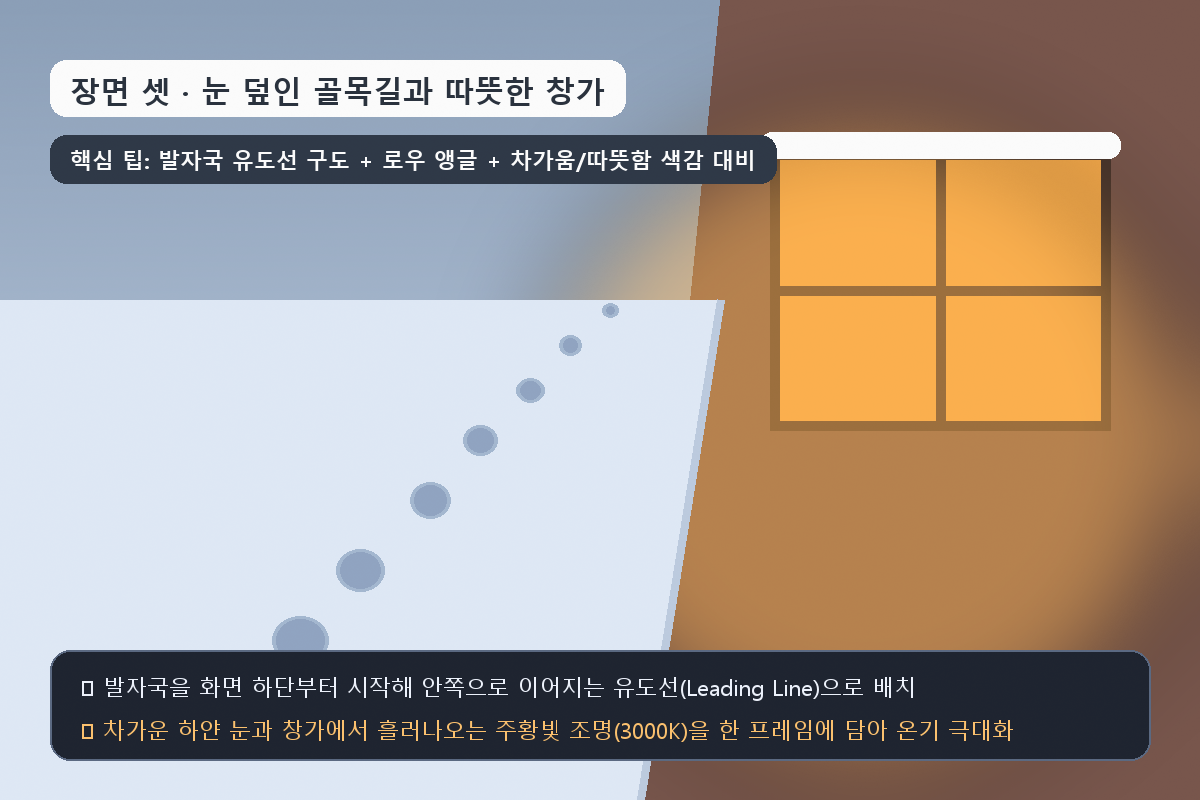 장면 셋 · 눈 덮인 골목길과 따뜻한 창가
핵심 팁: 발자국 유도선 구도 + 로우 앵글 + 차가움/따뜻함 색감 대비
▯ 발자국을 화면 하단부터 시작해 안쪽으로 이어지는 유도선(Leading Line)으로 배치
▯ 차가운 하얀 눈과 창가에서 흘러나오는 주황빛 조명(3000K)을 한 프레임에 담아 온기 극대화